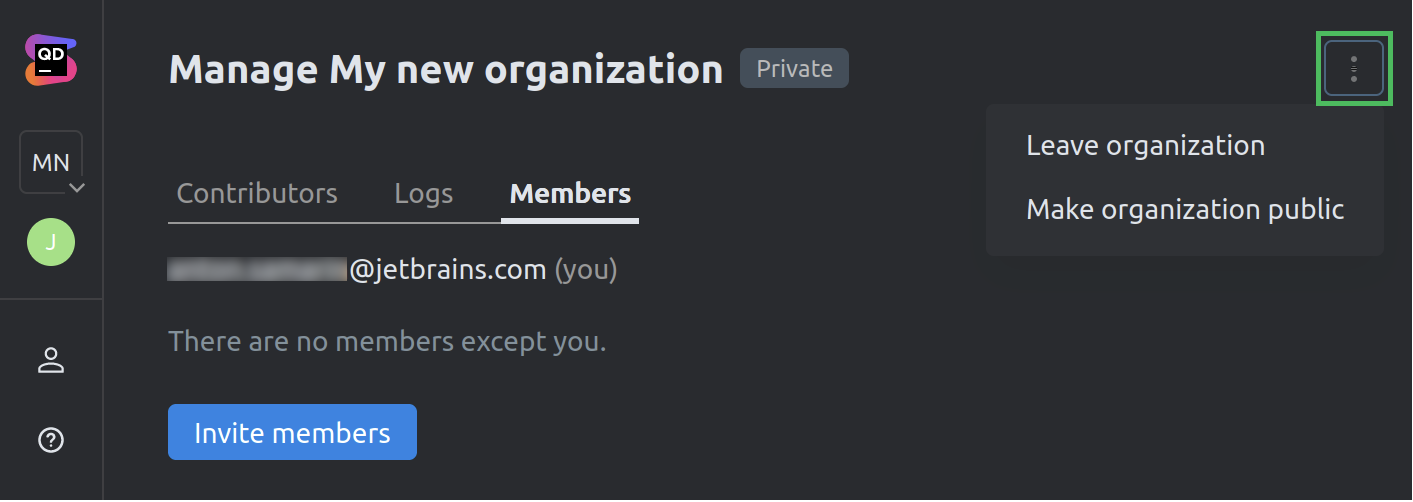 QD
Manage My new organization Private
MN
Leave organization
Make organization public
Contributors Logs Members
J
@jetbrains.com (you)
There are no members except you.
Invite members